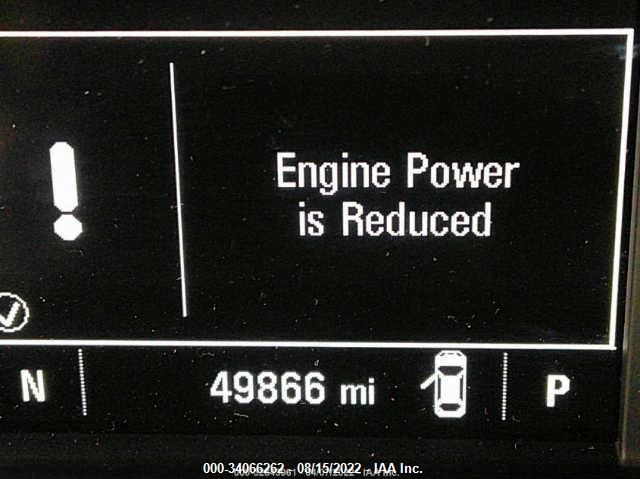 Engine Power
is Reduced
N 49866 mi P
000-34066262 - 08/15/2022 - IAA Inc.